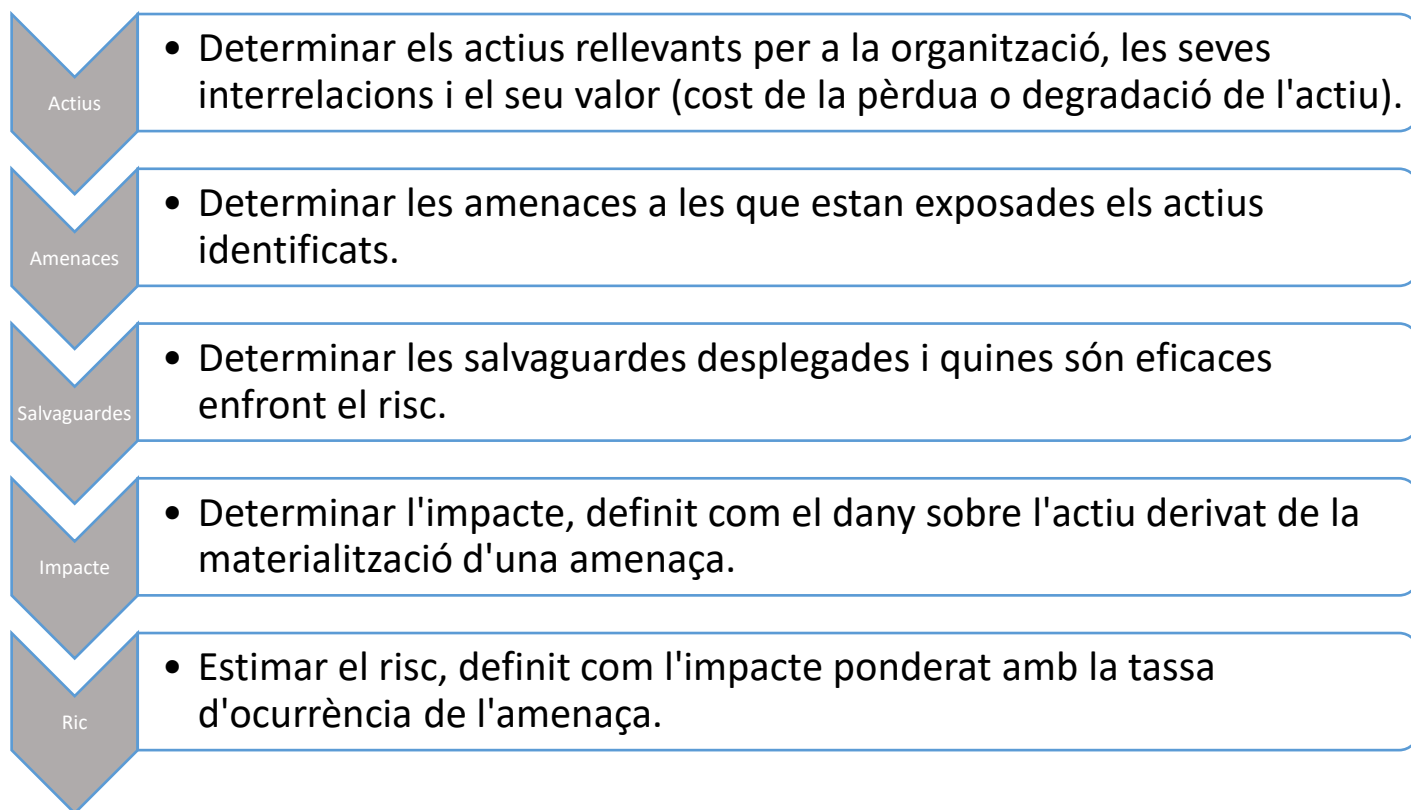 Actius
• Determinar els actius rellevants per a la organització, les seves
interrelacions i el seu valor (cost de la pèrdua o degradació de l'actiu).
Amenaces
• Determinar les amenaces a les que estan exposades els actius
identificats.
Salvaguardes
• Determinar les salvaguardes desplegades i quines són eficaces
enfront el risc.
Impacte
• Determinar l'impacte, definit com el dany sobre l'actiu derivat de la
materialització d'una amenaça.
Ric
• Estimar el risc, definit com l'impacte ponderat amb la tassa
d'ocurrència de l'amenaça.